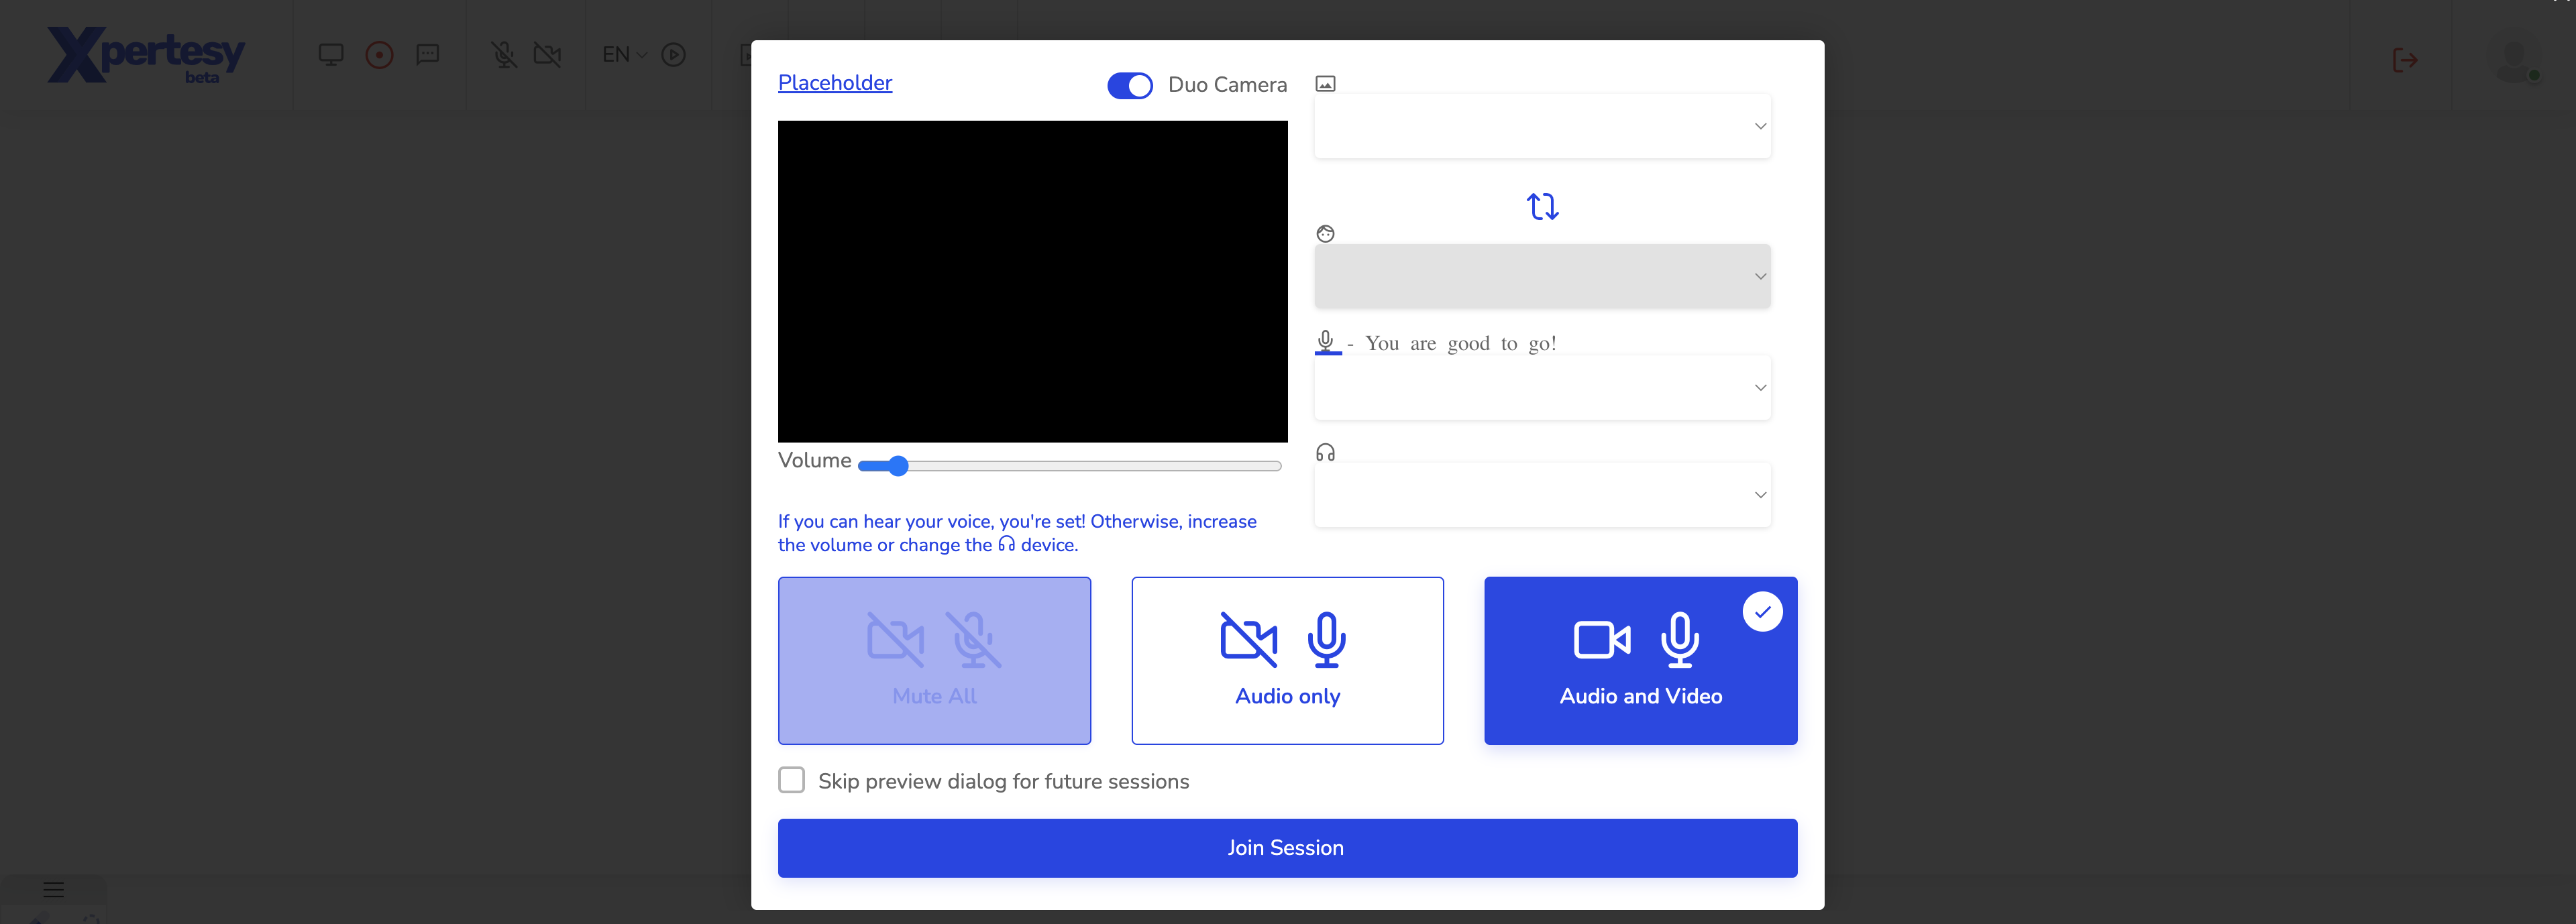 Xpertesy
beta
EN
Placeholder
Duo Camera
- You are good to go!
Volume
If you can hear your voice, you're set! Otherwise, increase
the volume or change the device.
Mute All
Audio only
Audio and Video
Skip preview dialog for future sessions
Join Session